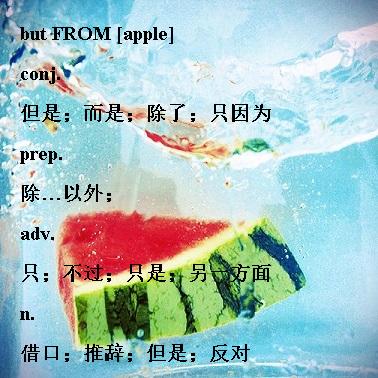 but FROM [apple]
conj.
但是；而是；除了；只因为
prep.
除…以外；
adv.
只；不过；只是；另一方面
n.
借口；推辞；但是；反对